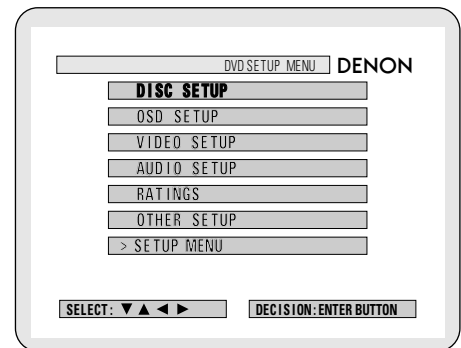 DVD SETUP MENU DENON
DISC SETUP
OSD SETUP
VIDEO SETUP
AUDIO SETUP
RATINGS
OTHER SETUP
> SETUP MENU
SELECT: ▼ ▲ ◄ ► DECISION: ENTER BUTTON